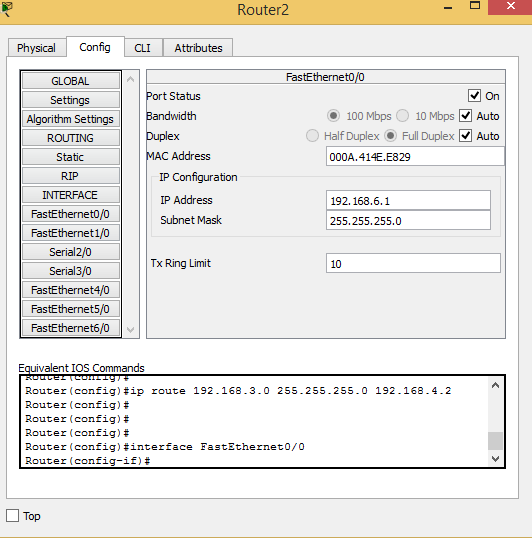 Router2
Physical Config CLI Attributes
GLOBAL
Settings
Algorithm Settings
ROUTING
Static
RIP
INTERFACE
FastEthernet0/0
FastEthernet1/0
Serial2/0
Serial3/0
FastEthernet4/0
FastEthernet5/0
FastEthernet6/0
FastEthernet0/0
Port Status On
Bandwidth 100 Mbps 10 Mbps Auto
Duplex Half Duplex Full Duplex Auto
MAC Address 000A.414E.E829
IP Configuration
IP Address 192.168.6.1
Subnet Mask 255.255.255.0
Tx Ring Limit 10
Equivalent IOS Commands
Router(config)#
Router(config)#ip route 192.168.3.0 255.255.255.0 192.168.4.2
Router(config)#
Router(config)#
Router(config)#
Router(config)#interface FastEthernet0/0
Router(config-if)#
Top